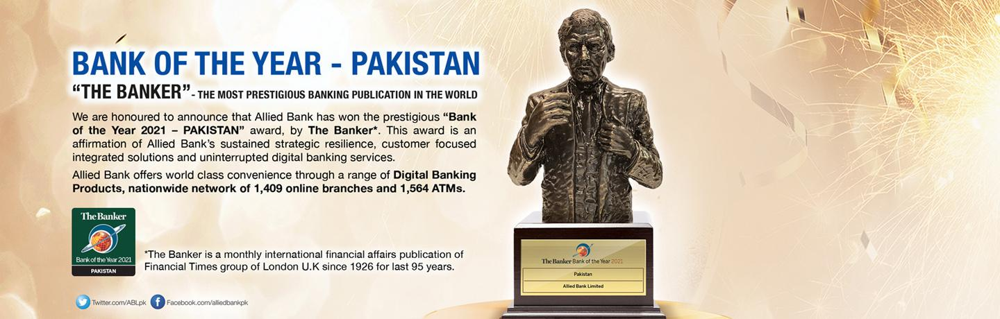 BANK OF THE YEAR - PAKISTAN
“THE BANKER”- THE MOST PRESTIGIOUS BANKING PUBLICATION IN THE WORLD
We are honoured to announce that Allied Bank has won the prestigious “Bank
of the Year 2021 – PAKISTAN” award, by The Banker*. This award is an
affirmation of Allied Bank’s sustained strategic resilience, customer focused
integrated solutions and uninterrupted digital banking services.
Allied Bank offers world class convenience through a range of Digital Banking
Products, nationwide network of 1,409 online branches and 1,564 ATMs.
The Banker
Bank of the Year 2021
PAKISTAN
*The Banker is a monthly international financial affairs publication of
Financial Times group of London U.K since 1926 for last 95 years.
Twitter.com/ABLpk Facebook.com/alliedbankpk
The Banker Bank of the Year 2021
Pakistan
Allied Bank Limited